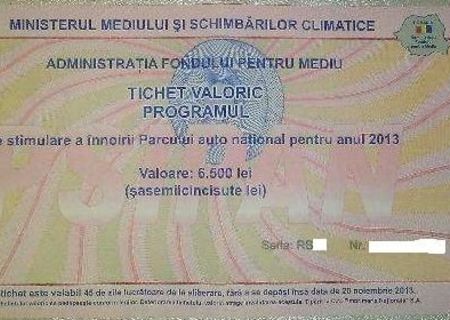 MINISTERUL MEDIULUI ŞI SCHIMBĂRILOR CLIMATICE
ADMINISTRAŢIA FONDULUI PENTRU MEDIU
TICHET VALORIC
PROGRAMUL
stimulare a înnoirii Parcului auto naţional pentru anul 2013
Valoare: 6.500 lei
(şasemiicincisute lei)
Seria: RS
Nr.
tichet este valabil 45 de zile lucrătoare de la eliberare, fără a se depăşi însă data de 20 noiembrie 2013.